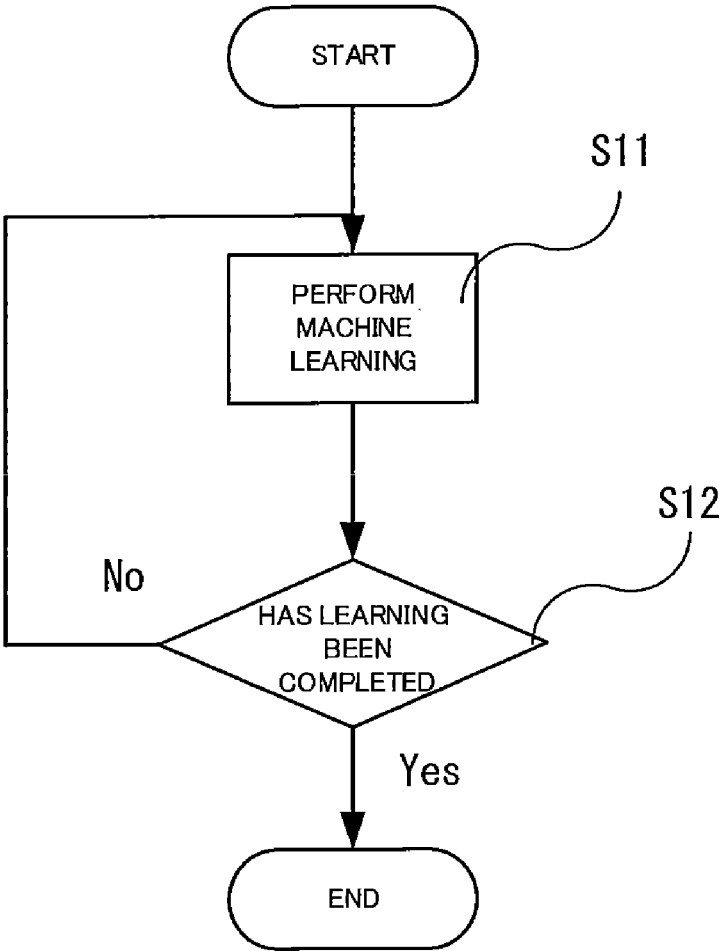 START
S11
PERFORM
MACHINE
LEARNING
S12
No
HAS LEARNING
BEEN
COMPLETED
Yes
END